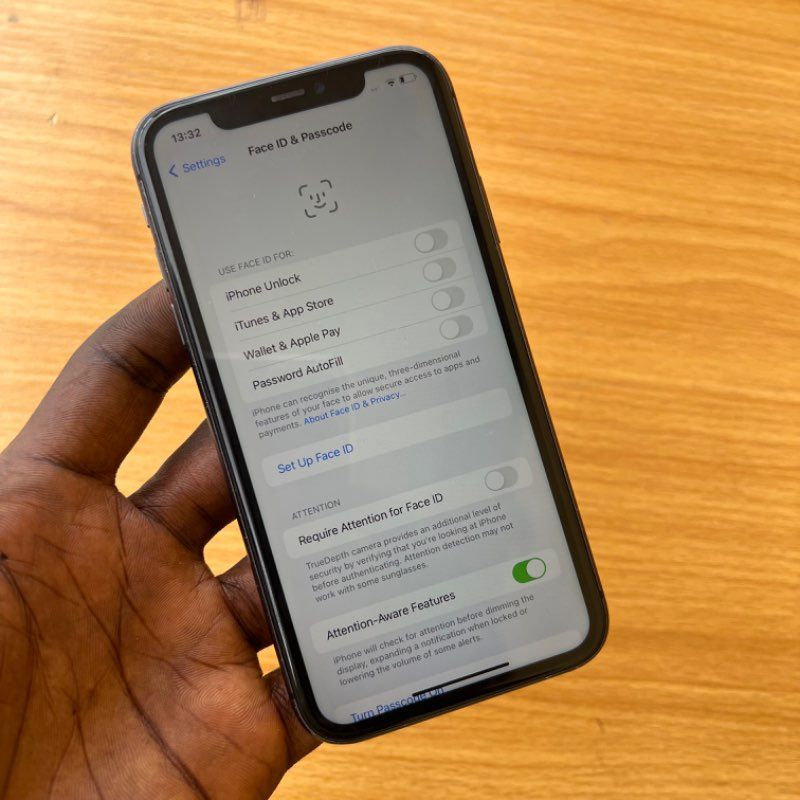 13:32
Settings
Face ID & Passcode
USE FACE ID FOR:
iPhone Unlock
iTunes & App Store
Wallet & Apple Pay
Password AutoFill
iPhone can recognise the unique, three-dimensional
features of your face to allow secure access to apps and
payments. About Face ID & Privacy...
Set Up Face ID
ATTENTION
Require Attention for Face ID
TrueDepth camera provides an additional level of
security by verifying that you're looking at iPhone
before authenticating. Attention detection may not
work with some sunglasses.
Attention-Aware Features
iPhone will check for attention before dimming the
display, expanding a notification when locked or
lowering the volume of some alerts.
Turn Passcode On